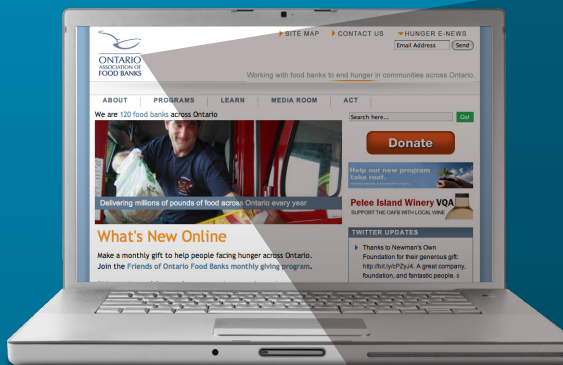 SITE MAP CONTACT US HUNGER E-NEWS
Email Address Send
ONTARIO
ASSOCIATION OF
FOOD BANKS
Working with food banks to end hunger in communities across Ontario.
ABOUT PROGRAMS LEARN MEDIA ROOM ACT
We are 120 food banks across Ontario
Search here... Go!
Donate
Help our new program
take root.
Delivering millions of pounds of food across Ontario every year
Pelee Island Winery VQA
SUPPORT THE OAFB WITH LOCAL WINE
What's New Online
Make a monthly gift to help people facing hunger across Ontario.
Join the Friends of Ontario Food Banks monthly giving program.
TWITTER UPDATES
Thanks to Newman's Own
Foundation for their generous gift:
http://bit.ly/cPZyJ4. A great company,
foundation, and fantastic people.